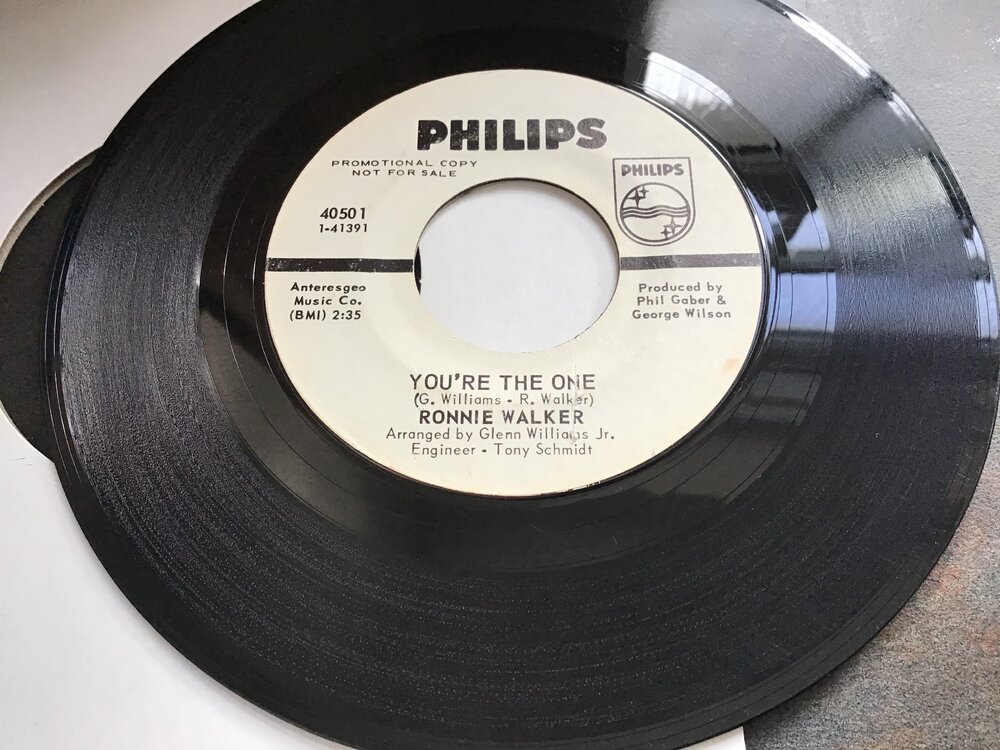 PHILIPS
PROMOTIONAL COPY
NOT FOR SALE
PHILIPS
40501
1-41391
Anteresgeo
Music Co.
(BMI) 2:35
Produced by
Phil Gaber &
George Wilson
YOU'RE THE ONE
(G. Williams - R. Walker)
RONNIE WALKER
Arranged by Glenn Williams Jr.
Engineer - Tony Schmidt